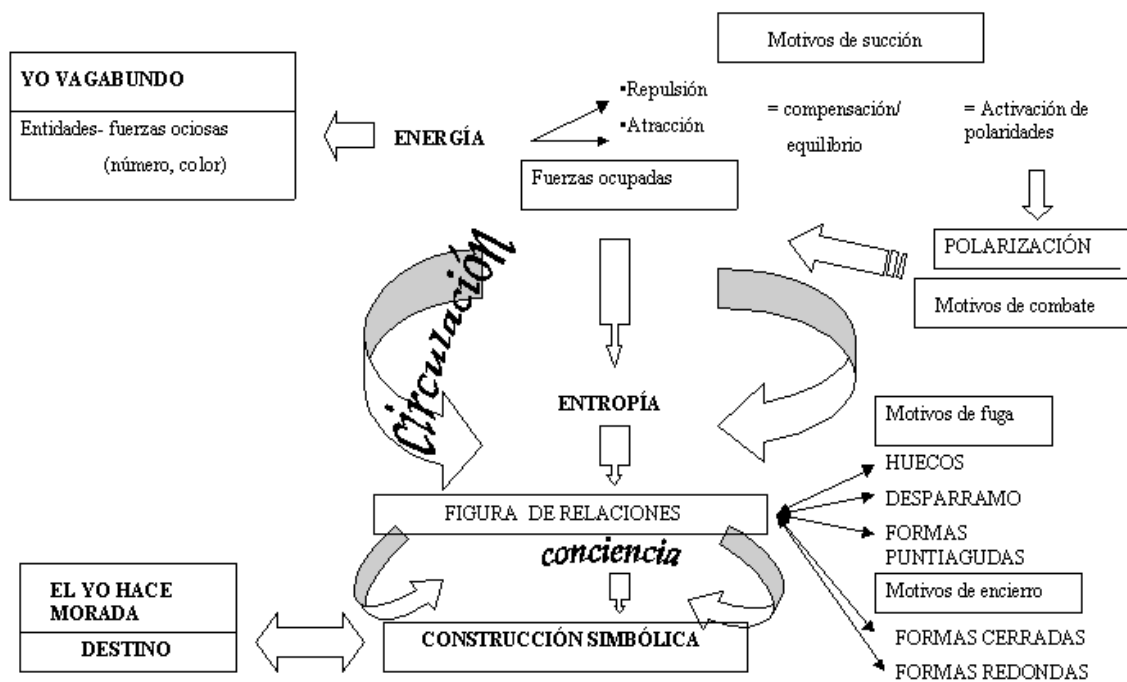 Motivos de succión
YO VAGABUNDO
Entidades- fuerzas ociosas
(número, color)
ENERGÍA
•Repulsión
•Atracción
= compensación/
equilibrio
= Activación de
polaridades
Fuerzas ocupadas
POLARIZACIÓN
Motivos de combate
Circulación
ENTROPÍA
Motivos de fuga
HUECOS
DESPARRAMO
FORMAS
PUNTIAGUDAS
FIGURA DE RELACIONES
conciencia
Motivos de encierro
FORMAS CERRADAS
FORMAS REDONDAS
EL YO HACE
MORADA
DESTINO
CONSTRUCCIÓN SIMBÓLICA